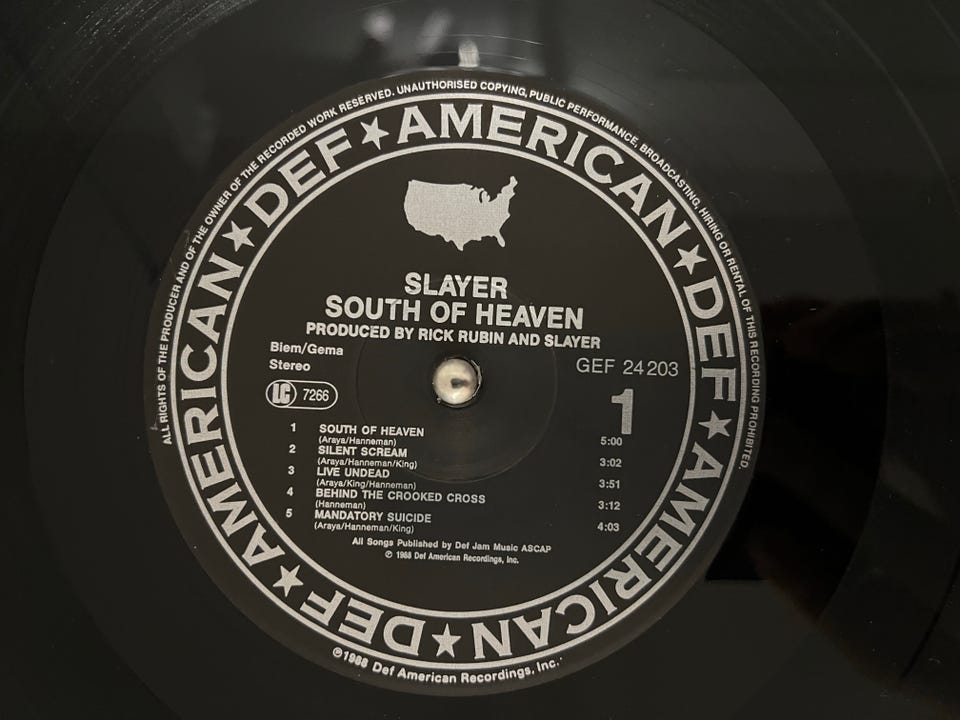 ALL RIGHTS OF THE PRODUCER AND OF THE OWNER OF THE RECORDED WORK RESERVED. UNAUTHORISED COPYING, PUBLIC PERFORMANCE, BROADCASTING, HIRING OR RENTAL OF THIS RECORDING PROHIBITED.
DEF ★ AMERICAN ★ DEF ★ AMERICAN ★ DEF ★ AMERICAN ★
SLAYER
SOUTH OF HEAVEN
PRODUCED BY RICK RUBIN AND SLAYER
Biem/Gema
Stereo
LC 7266
GEF 24203
1
1 SOUTH OF HEAVEN 5:00
(Araya/Hanneman)
2 SILENT SCREAM 3:02
(Araya/Hanneman/King)
3 LIVE UNDEAD 3:51
(Araya/King/Hanneman)
4 BEHIND THE CROOKED CROSS 3:12
(Hanneman)
5 MANDATORY SUICIDE 4:03
(Araya/Hanneman/King)
All Songs Published by Def Jam Music ASCAP
℗ 1988 Def American Recordings, Inc.
©1988 Def American Recordings, Inc.